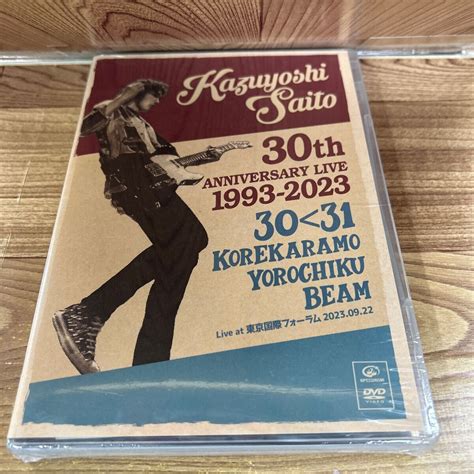 Kazuyoshi
Saito
30th
ANNIVERSARY LIVE
1993-2023
30<31
KOREKARAMO
YOROCHIKU
BEAM
Live at 東京国際フォーラム 2023.09.22
DVD
VIDEO